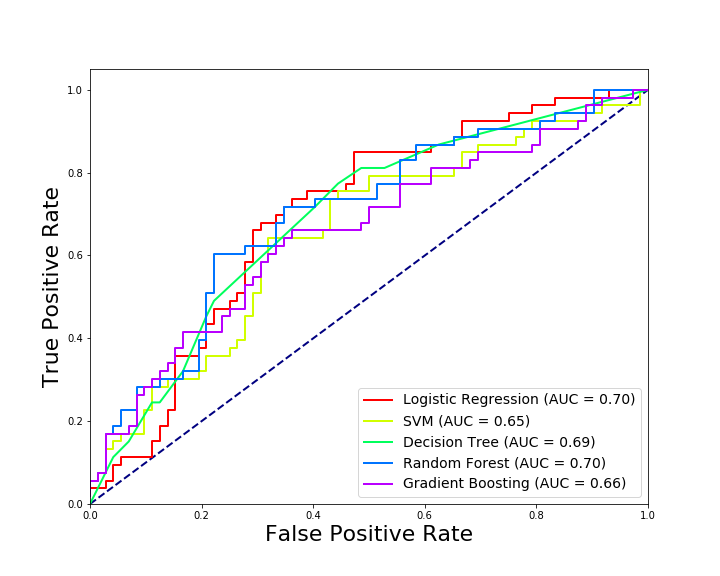 1.0
0.8
0.6
0.4
0.2
0.0
True Positive Rate
Logistic Regression (AUC = 0.70)
SVM (AUC = 0.65)
Decision Tree (AUC = 0.69)
Random Forest (AUC = 0.70)
Gradient Boosting (AUC = 0.66)
0.0 0.2 0.4 0.6 0.8 1.0
False Positive Rate